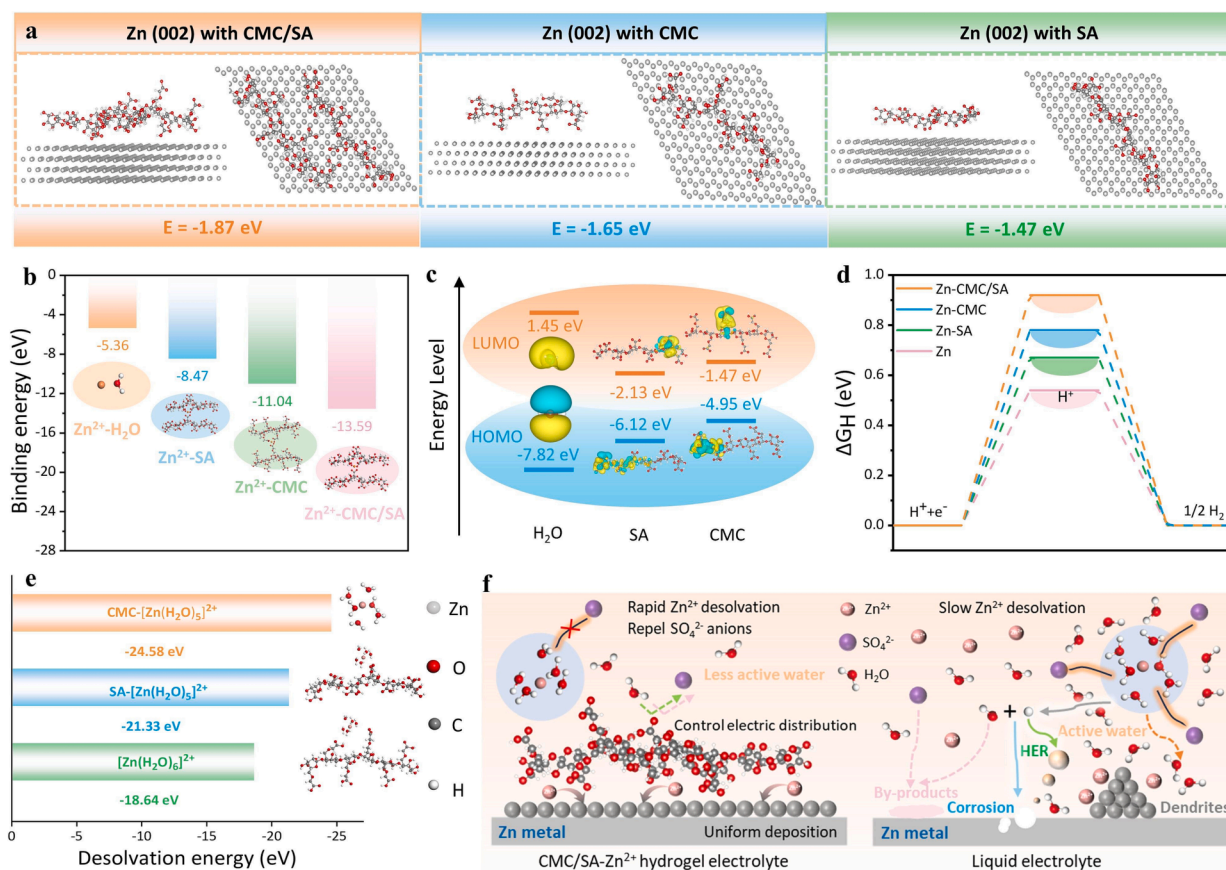 a
Zn (002) with CMC/SA
Zn (002) with CMC
Zn (002) with SA
E = -1.87 eV
E = -1.65 eV
E = -1.47 eV
b
Binding energy (eV)
0
-4
-8
-12
-16
-20
-24
-28
-5.36
Zn²⁺-H₂O
-8.47
Zn²⁺-SA
-11.04
Zn²⁺-CMC
-13.59
Zn²⁺-CMC/SA
c
Energy Level
LUMO
1.45 eV
-2.13 eV
-1.47 eV
HOMO
-7.82 eV
-6.12 eV
-4.95 eV
H₂O
SA
CMC
d
ΔG_H (eV)
1.0
0.8
0.6
0.4
0.2
0.0
Zn-CMC/SA
Zn-CMC
Zn-SA
Zn
H⁺
H⁺+e⁻
1/2 H₂
e
CMC-[Zn(H₂O)₅]²⁺
-24.58 eV
SA-[Zn(H₂O)₅]²⁺
-21.33 eV
[Zn(H₂O)₆]²⁺
-18.64 eV
0
-5
-10
-15
-20
-25
Desolvation energy (eV)
Zn
O
C
H
f
Rapid Zn²⁺ desolvation
Repel SO₄²⁻ anions
Less active water
Control electric distribution
Zn²⁺
Zn²⁺
Zn²⁺
Zn metal
Uniform deposition
CMC/SA-Zn²⁺ hydrogel electrolyte
Zn²⁺
SO₄²⁻
H₂O
Slow Zn²⁺ desolvation
+
Active water
HER
By-products
Corrosion
Dendrites
Zn metal
Liquid electrolyte